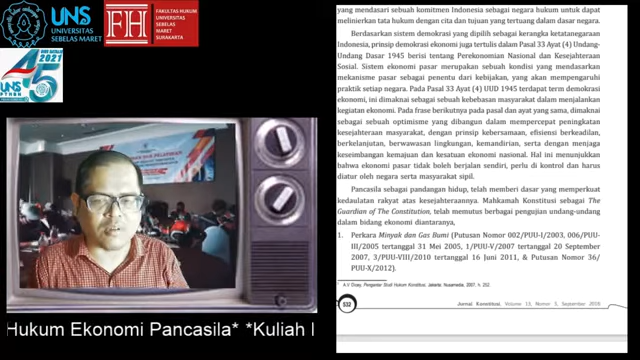 UNS
UNIVERSITAS
SEBELAS MARET
FH
FAKULTAS HUKUM
UNIVERSITAS
SEBELAS
MARET
SURAKARTA
2021
45
UNS
PTNBH
yang mendasari sebuah komitmen Indonesia sebagai negara hukum untuk dapat
melinierkan tata hukum dengan cita dan tujuan yang tertuang dalam dasar negara.
Berdasarkan sistem demokrasi yang dipilih sebagai kerangka ketatanegaraan
Indonesia, prinsip demokrasi ekonomi juga tertulis dalam Pasal 33 Ayat (4) Undang-
Undang Dasar 1945 berisi tentang Perekonomian Nasional dan Kesejahteraan
Sosial. Sistem ekonomi pasar merupakan sebuah kondisi yang mendasarkan
mekanisme pasar sebagai penentu dari kebijakan, yang akan mempengaruhi
praktik setiap negara. Pada Pasal 33 Ayat (4) UUD 1945 terdapat term demokrasi
ekonomi, ini dimaknai sebagai sebuah kebebasan masyarakat dalam menjalankan
kegiatan ekonomi. Pada frase berikutnya pada pasal dan ayat yang sama, dimaknai
sebagai sebuah optimisme yang dibangun untuk mempercepat peningkatan
kesejahteraan masyarakat, dengan prinsip kebersamaan, efisiensi berkeadilan,
berkelanjutan, berwawasan lingkungan, kemandirian, serta dengan menjaga
keseimbangan kemajuan dan kesatuan ekonomi nasional. Hal ini menunjukkan
bahwa ekonomi pasar tidak boleh berjalan sendiri, perlu di kontrol dan harus
diatur oleh negara serta masyarakat sipil.
Pancasila sebagai pandangan hidup, telah memberi dasar yang memperkuat
kedaulatan rakyat atas kesejahteraannya. Mahkamah Konstitusi sebagai The
Guardian of The Constitution, telah memutus berbagai pengujian undang-undang
dalam bidang ekonomi diantaranya,
1. Perkara Minyak dan Gas Bumi (Putusan Nomor 002/PUU-I/2003, 006/PUU-
III/2005 tertanggal 31 Mei 2005, 1/PUU-V/2007 tertanggal 20 September
2007, 3/PUU-VIII/2010 tertanggal 16 Juni 2011, & Putusan Nomor 36/
PUU-X/2012).
532
Jurnal Konstitusi, Volume 13, Nomor 3, September 2016
Hukum Ekonomi Pancasila* *Kuliah